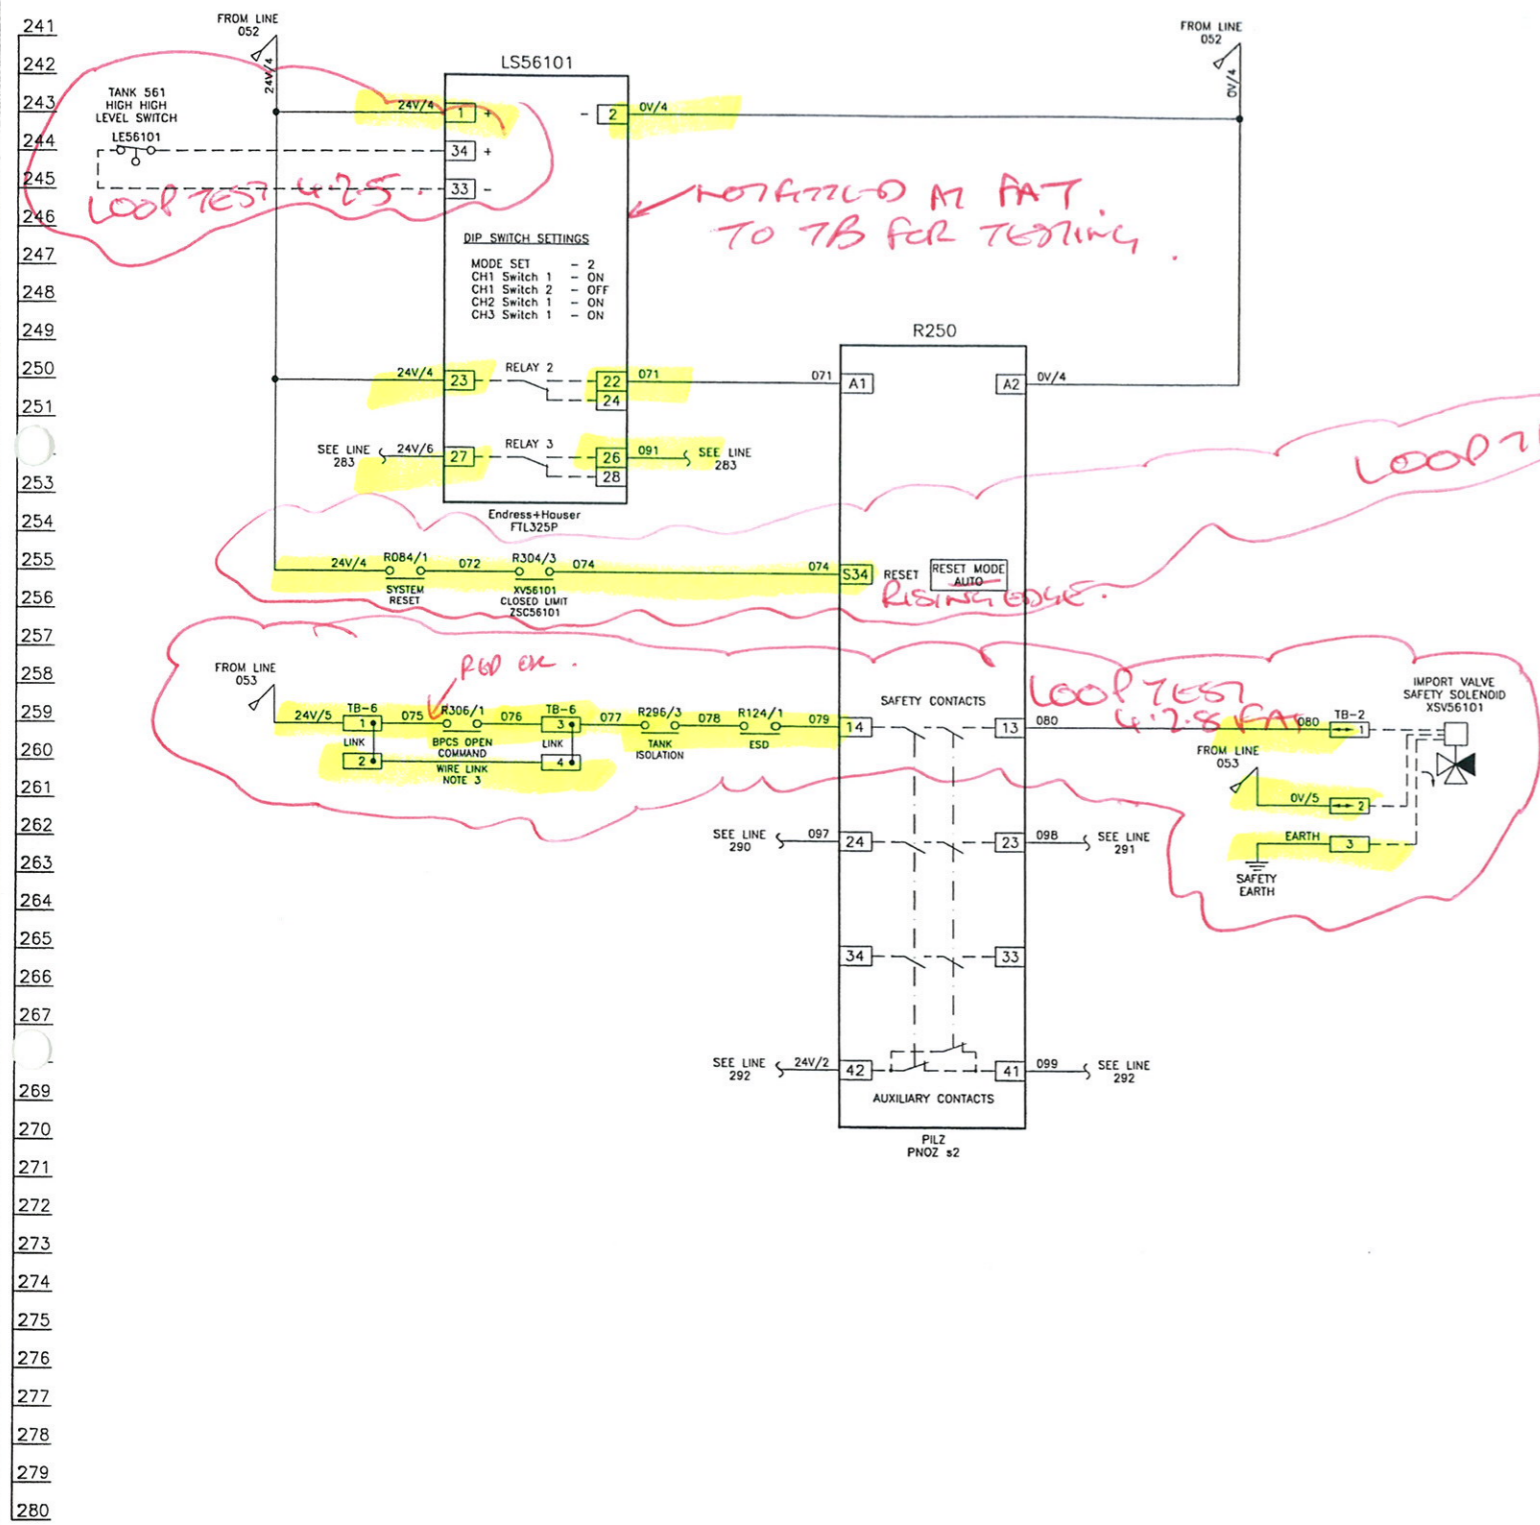 241
FROM LINE
052
FROM LINE
052
242
24V/4
0V/4
LS56101
TANK 561
HIGH HIGH
LEVEL SWITCH
LE56101
243
24V/4 1 + - 2 0V/4
244
34 +
245
33 -
LOOP TEST 4.2.5.
NOT FITTED AT FAT.
TO TB FOR TESTING.
246
DIP SWITCH SETTINGS
247
MODE SET - 2
CH1 Switch 1 - ON
248
CH1 Switch 2 - OFF
CH2 Switch 1 - ON
CH3 Switch 1 - ON
249
R250
250
24V/4 23 RELAY 2 22 071 071 A1 A2 0V/4
24
251
SEE LINE
283
24V/6 27 RELAY 3 26 091 SEE LINE
283
28
LOOP
253
Endress+Hauser
FTL325P
254
255
24V/4 R084/1 072 R304/3 074 074 S34 RESET RESET MODE
AUTO
SYSTEM
RESET
XV56101
CLOSED LIMIT
ZSC56101
RISING EDGE.
256
257
258
FROM LINE
053
RED OK.
SAFETY CONTACTS
LOOP TEST
4.2.8 FAT
IMPORT VALVE
SAFETY SOLENOID
XSV56101
259
24V/5 TB-6 1 075 R306/1 076 TB-6 3 077 R296/3 078 R124/1 079 14 13 080 080 TB-2 1
LINK
BPCS OPEN
COMMAND
LINK
TANK
ISOLATION
ESD
260
2 WIRE LINK
NOTE 3
4
FROM LINE
053
261
0V/5 2
262
SEE LINE
290
097 24 23 098 SEE LINE
291
EARTH 3
263
SAFETY
EARTH
264
265
34 33
266
267
SEE LINE
292
24V/2 42 41 099 SEE LINE
292
269
AUXILIARY CONTACTS
270
PILZ
PNOZ s2
271
272
273
274
275
276
277
278
279
280